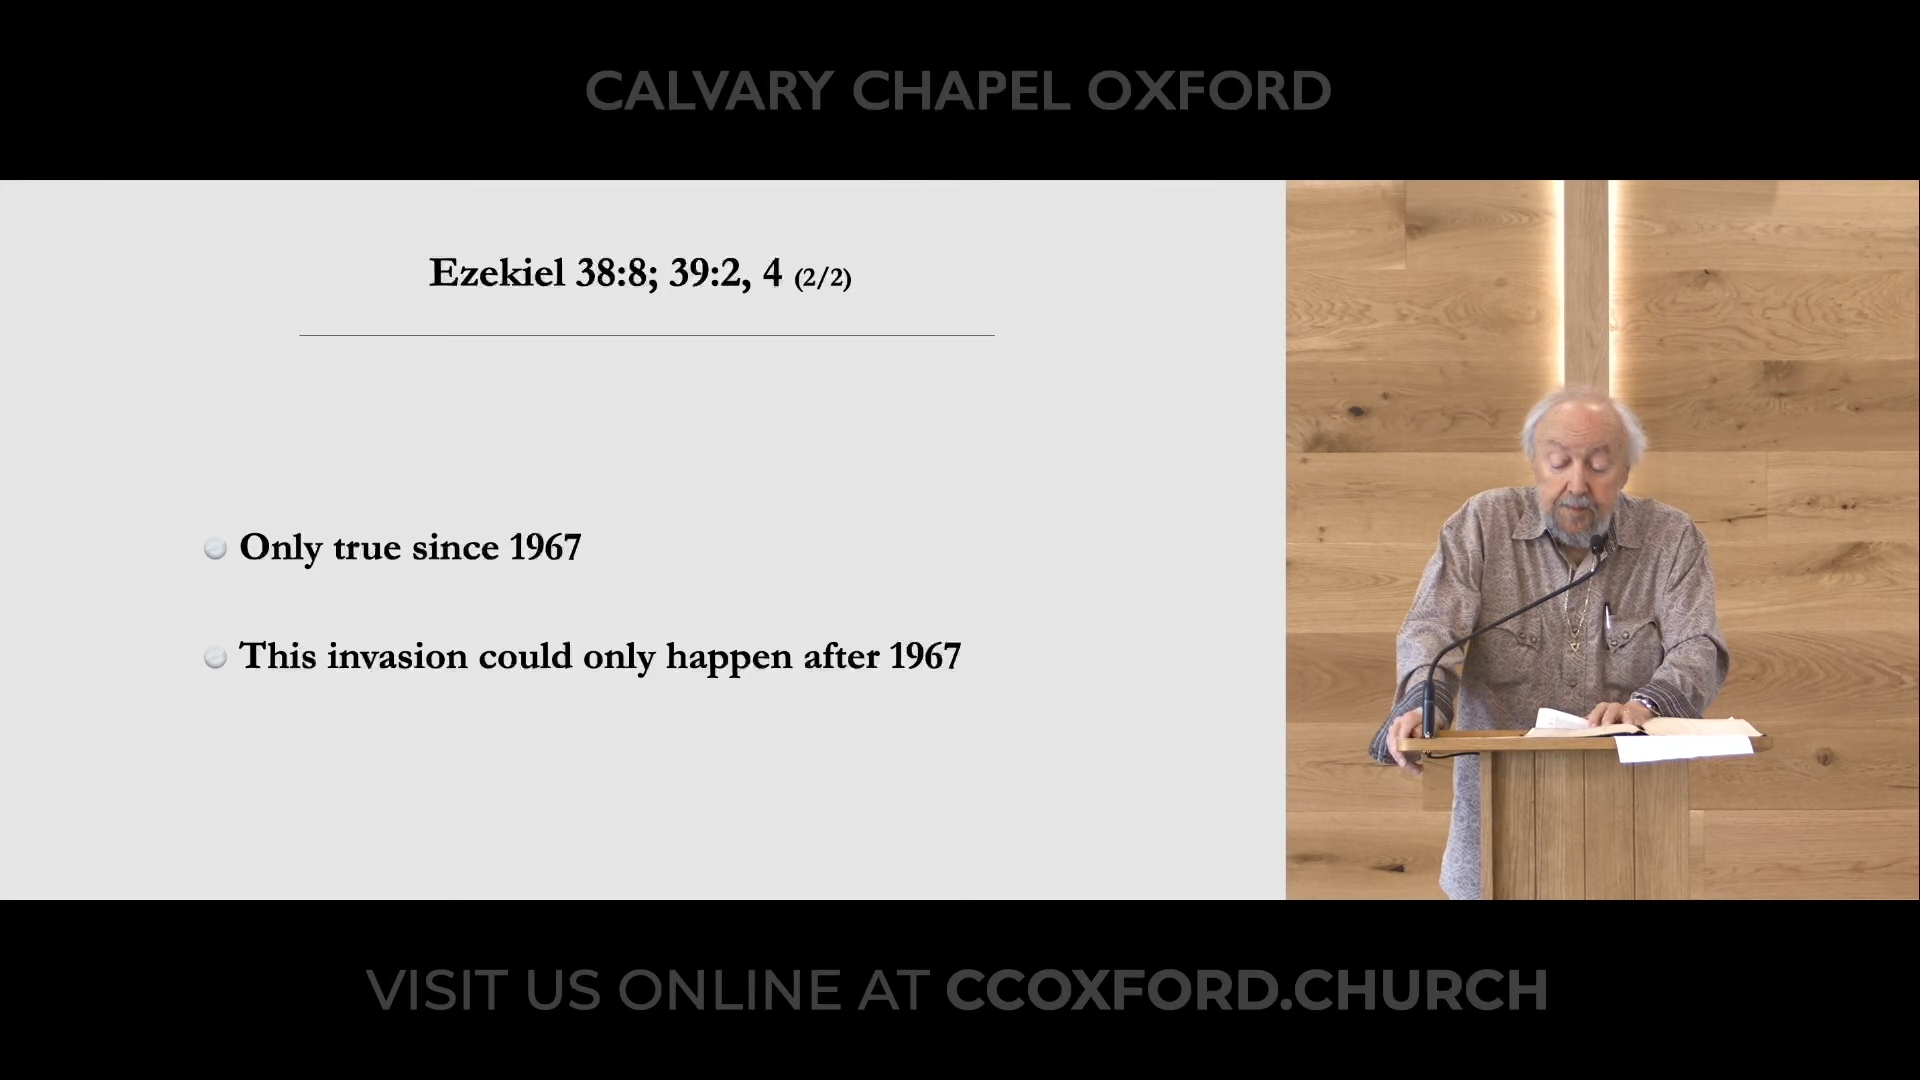 CALVARY CHAPEL OXFORD
Ezekiel 38:8; 39:2, 4 (2/2)
Only true since 1967
This invasion could only happen after 1967
VISIT US ONLINE AT CCOXFORD.CHURCH